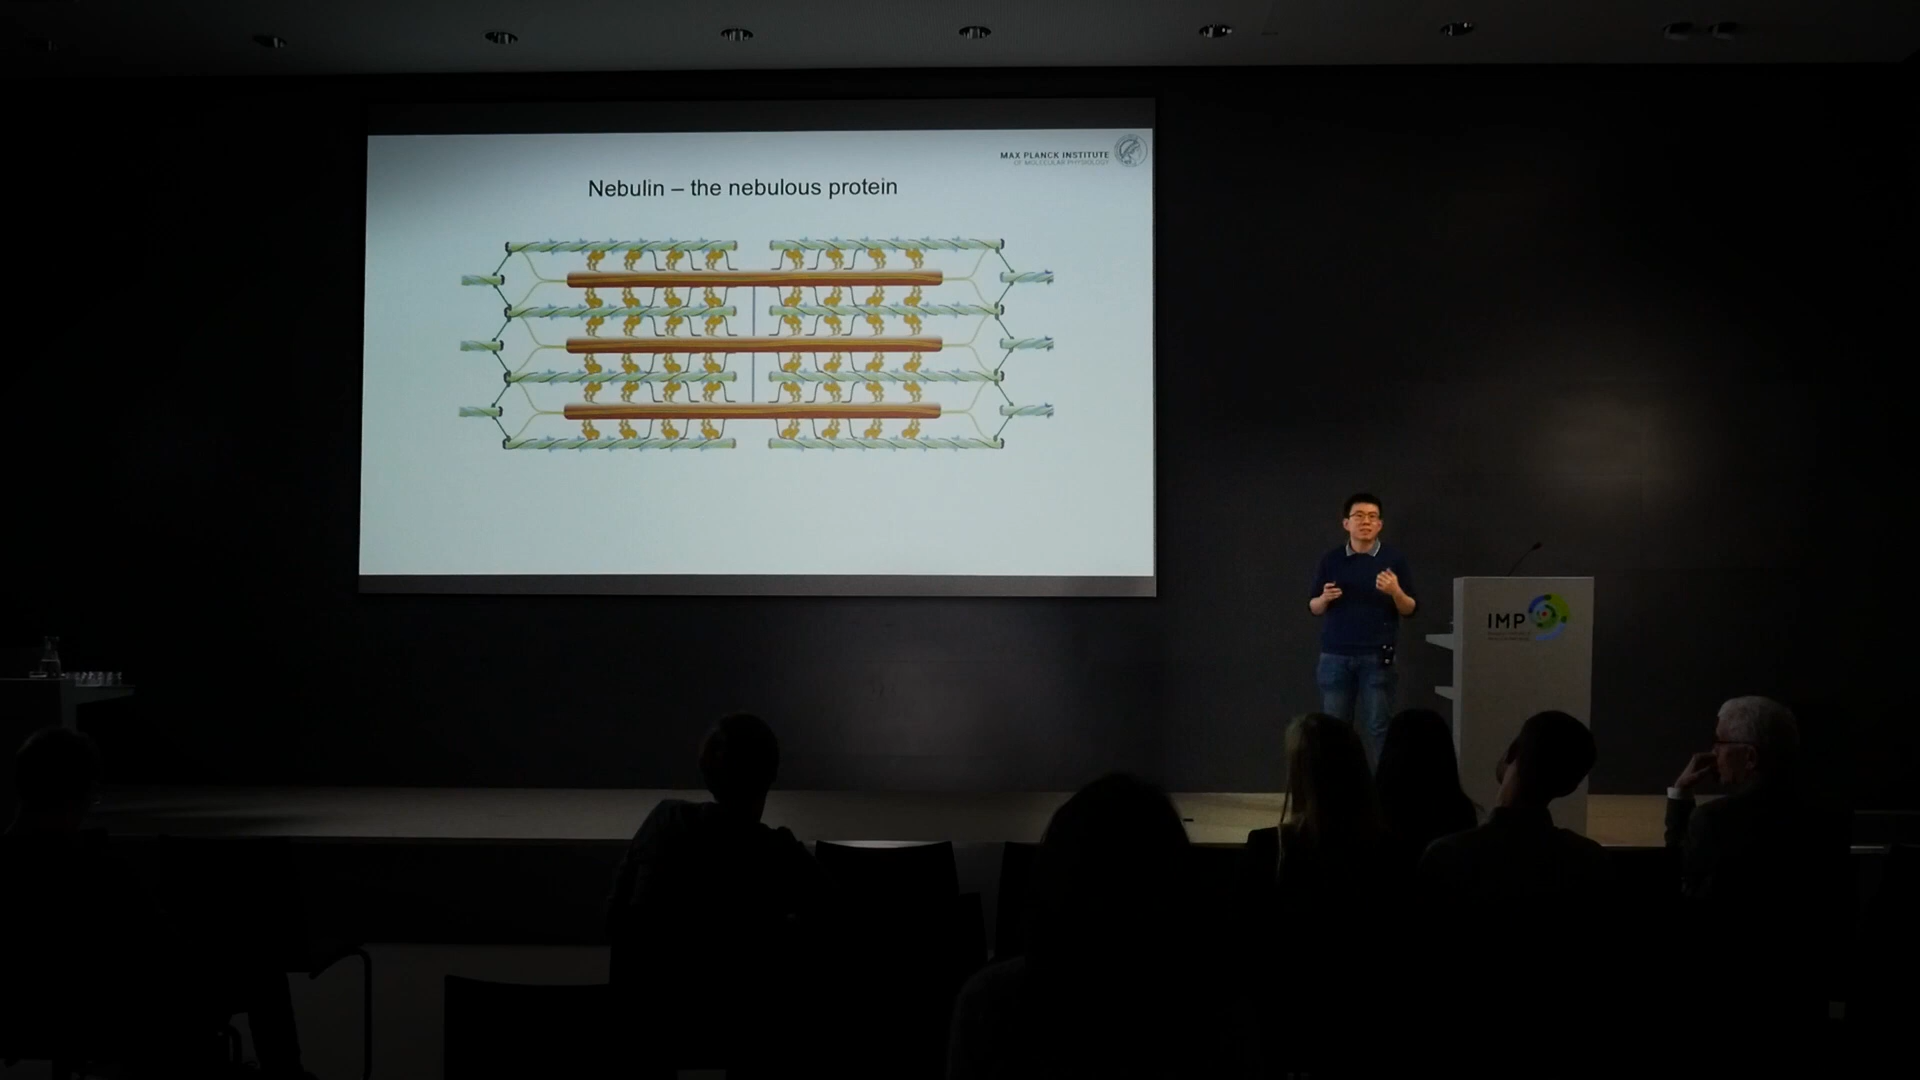 MAX PLANCK INSTITUTE
OF MOLECULAR PHYSIOLOGY
Nebulin – the nebulous protein
IMP